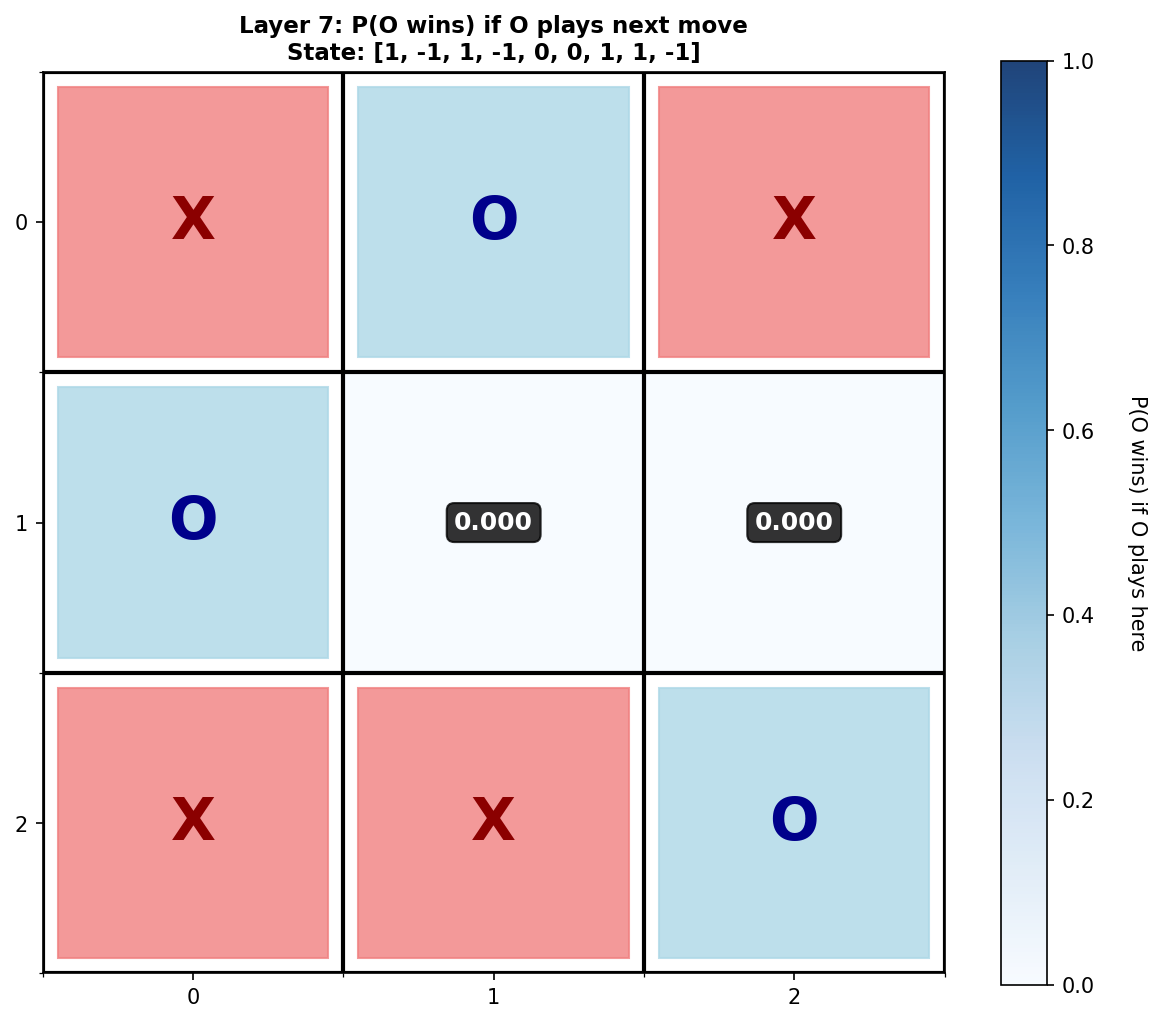 Layer 7: P(O wins) if O plays next move
State: [1, -1, 1, -1, 0, 0, 1, 1, -1]
1.0
0.8
0.6
0.4
0.2
0.0
P(O wins) if O plays here
0
X
O
X
1
O
0.000
0.000
2
X
X
O
0
1
2